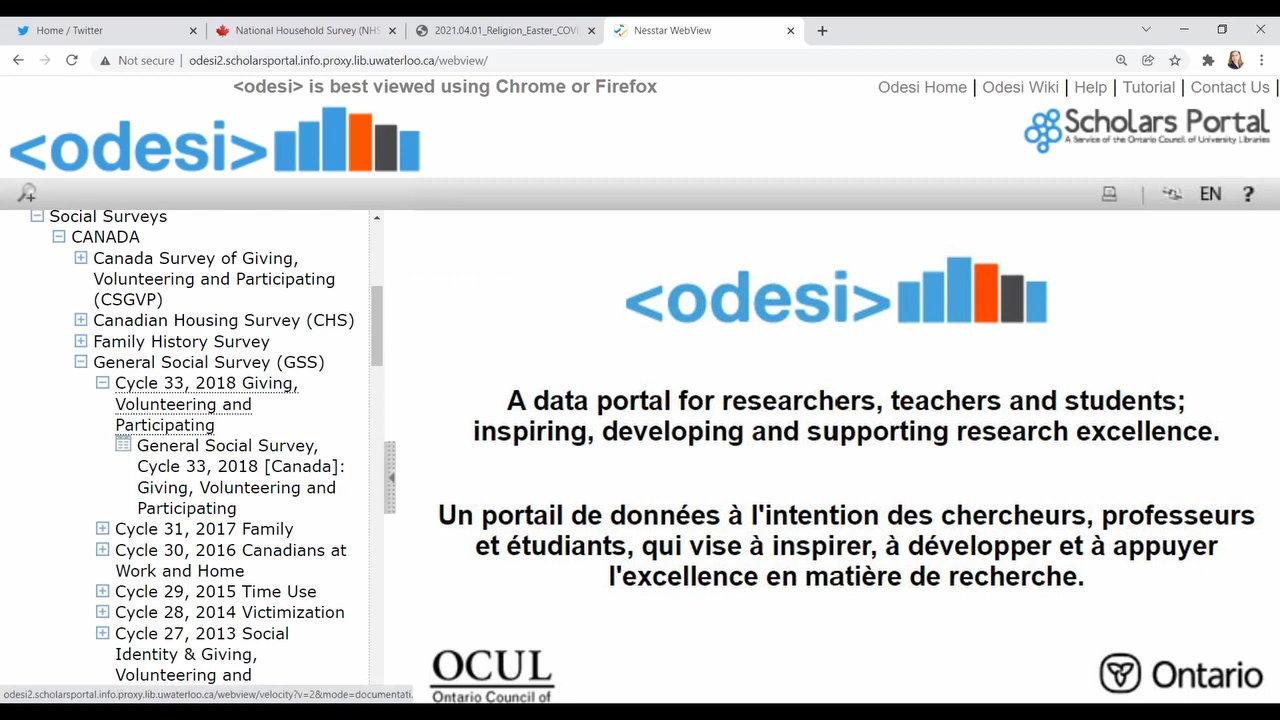 Home / Twitter
National Household Survey (NHS
2021.04.01_Religion_Easter_COVI
Nesstar WebView
Not secure | odesi2.scholarsportal.info.proxy.lib.uwaterloo.ca/webview/
<odesi> is best viewed using Chrome or Firefox
Odesi Home | Odesi Wiki | Help | Tutorial | Contact Us |
<odesi>
Scholars Portal
A Service of the Ontario Council of University Libraries
EN ?
Social Surveys
CANADA
Canada Survey of Giving,
Volunteering and Participating
(CSGVP)
Canadian Housing Survey (CHS)
Family History Survey
General Social Survey (GSS)
Cycle 33, 2018 Giving,
Volunteering and
Participating
General Social Survey,
Cycle 33, 2018 [Canada]:
Giving, Volunteering and
Participating
Cycle 31, 2017 Family
Cycle 30, 2016 Canadians at
Work and Home
Cycle 29, 2015 Time Use
Cycle 28, 2014 Victimization
Cycle 27, 2013 Social
Identity & Giving,
Volunteering and
odesi2.scholarsportal.info.proxy.lib.uwaterloo.ca/webview/velocity?v=2&mode=documentati...
<odesi>
A data portal for researchers, teachers and students;
inspiring, developing and supporting research excellence.
Un portail de données à l'intention des chercheurs, professeurs
et étudiants, qui vise à inspirer, à développer et à appuyer
l'excellence en matière de recherche.
OCUL
Ontario Council of
Ontario